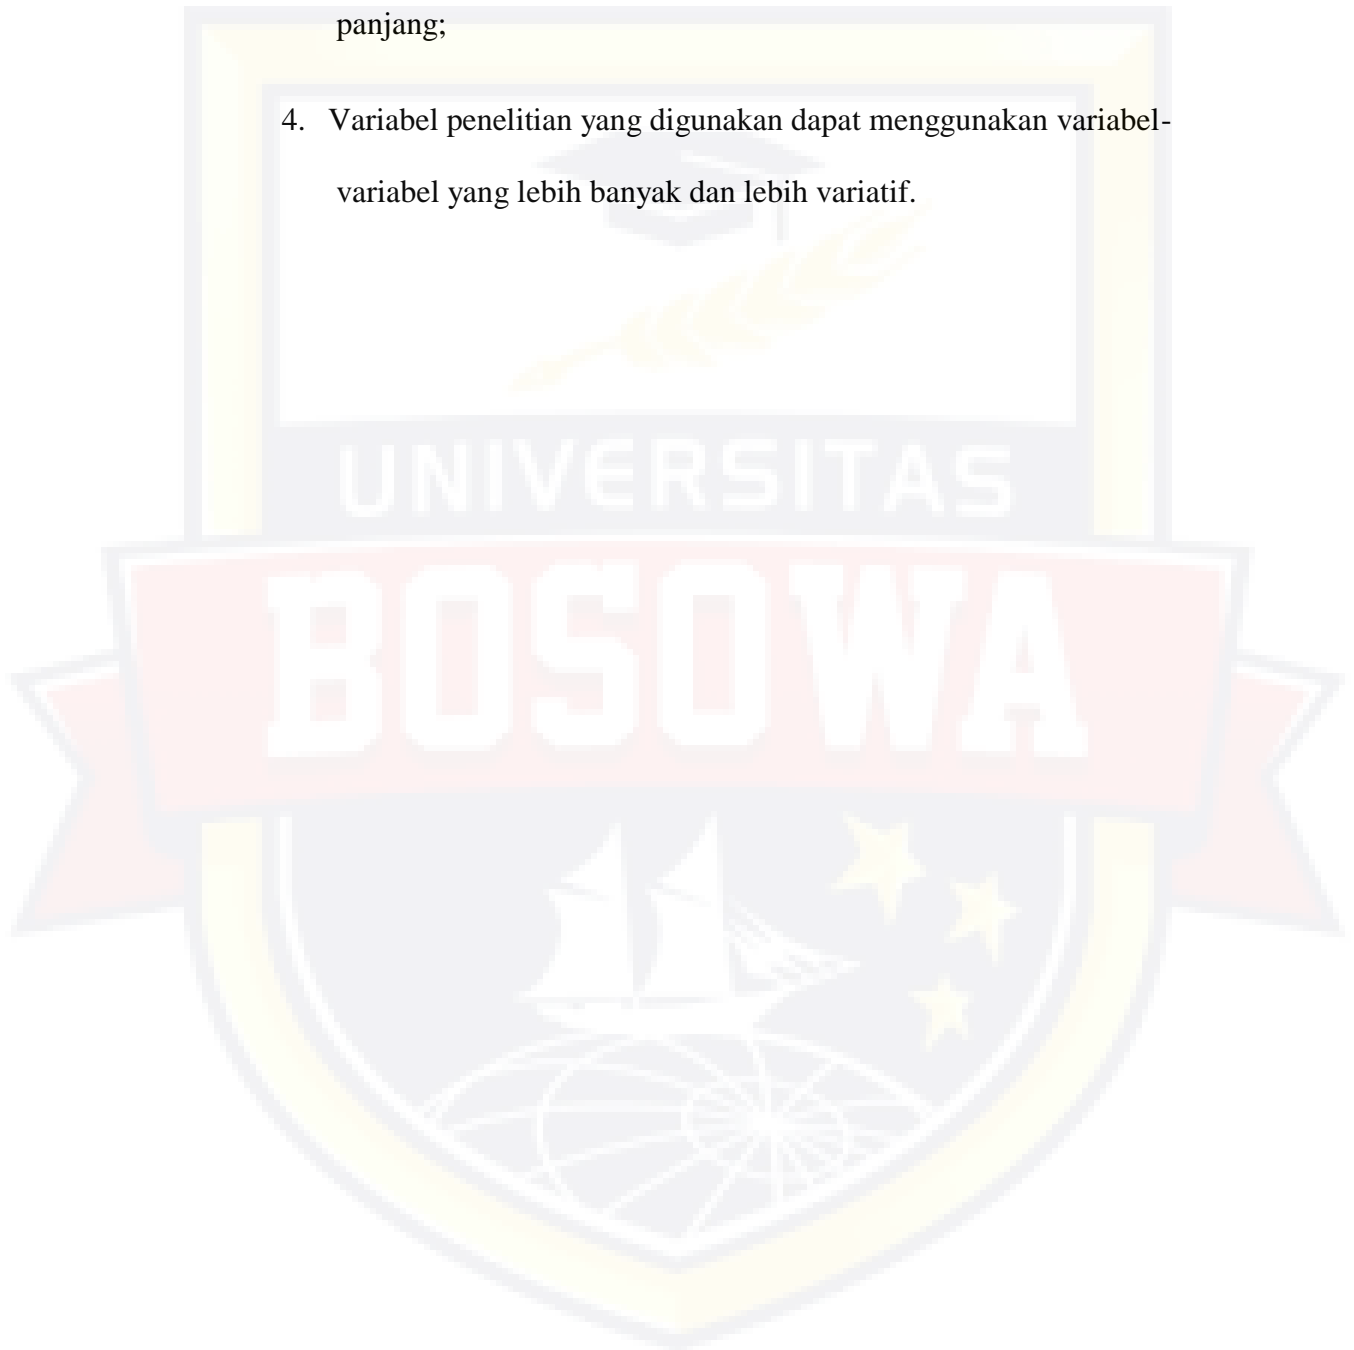 panjang;
4. Variabel penelitian yang digunakan dapat menggunakan variabel-
variabel yang lebih banyak dan lebih variatif.
UNIVERSITAS
BOSOWA